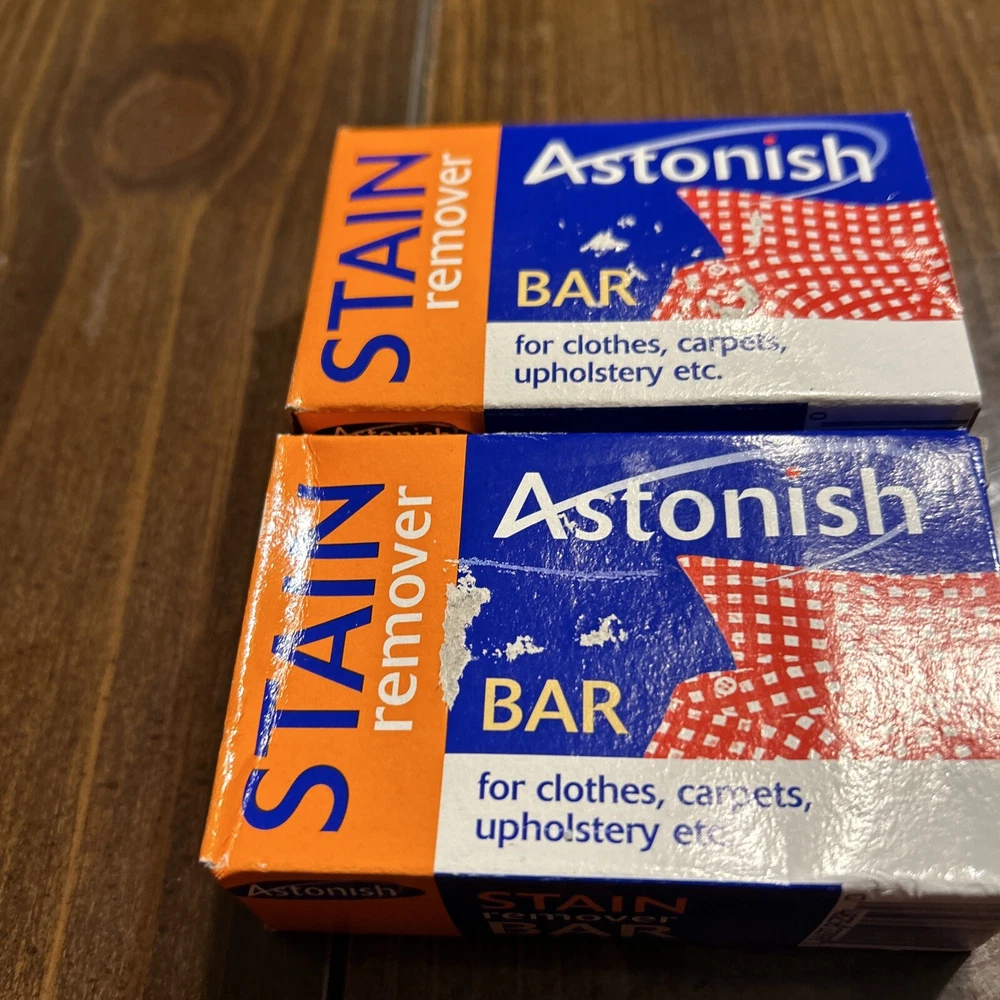 STAIN
remover
Astonish
BAR
for clothes, carpets,
upholstery etc.
Astonish
STAIN
remover
Astonish
BAR
for clothes, carpets,
upholstery etc.
Astonish
STAIN
remover
BAR